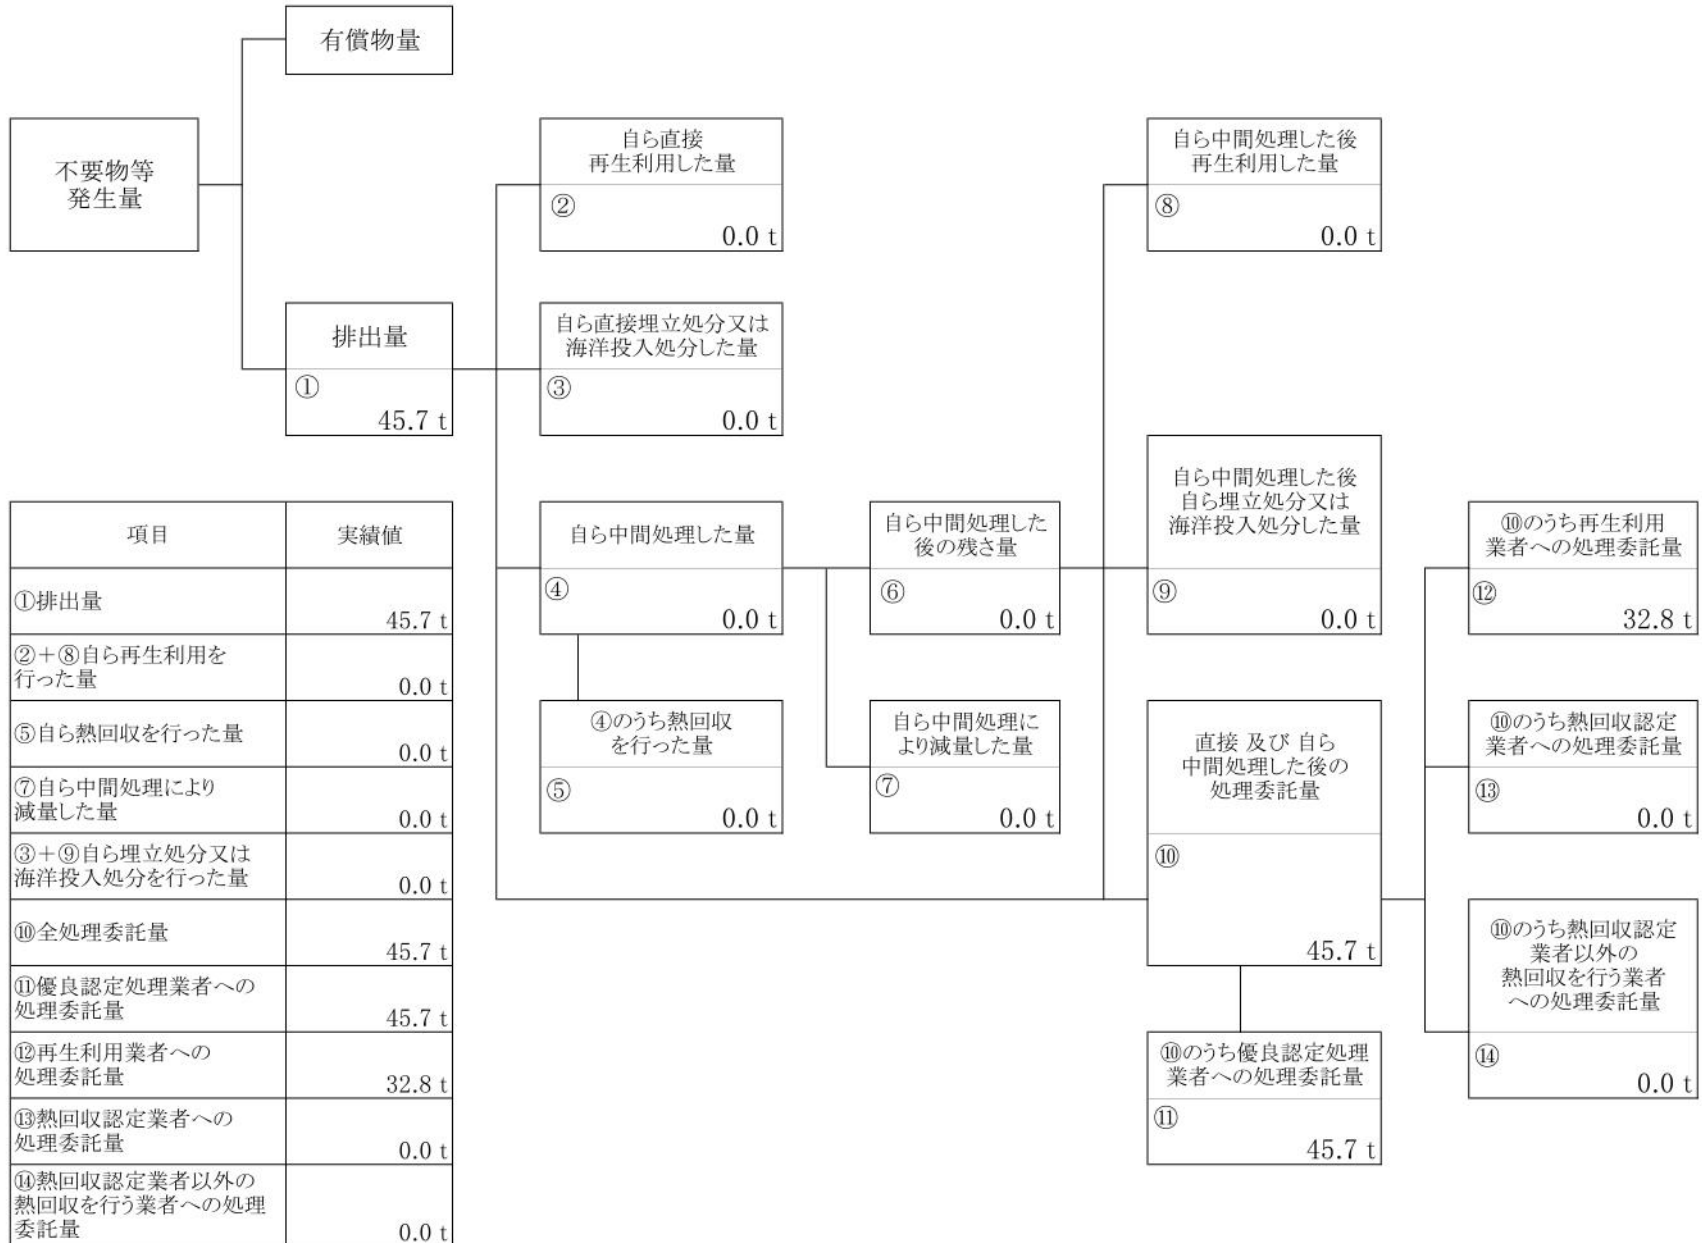 有償物量
不要物等
発生量
自ら直接
再生利用した量
②
0.0 t
自ら中間処理した後
再生利用した量
⑧
0.0 t
排出量
①
45.7 t
自ら直接埋立処分又は
海洋投入処分した量
③
0.0 t
自ら中間処理した量
④
0.0 t
自ら中間処理した
後の残さ量
⑥
0.0 t
自ら中間処理した後
自ら埋立処分又は
海洋投入処分した量
⑨
0.0 t
⑩のうち再生利用
業者への処理委託量
⑫
32.8 t
④のうち熱回収
を行った量
⑤
0.0 t
自ら中間処理に
より減量した量
⑦
0.0 t
直接 及び 自ら
中間処理した後の
処理委託量
⑩
45.7 t
⑩のうち熱回収認定
業者への処理委託量
⑬
0.0 t
⑩のうち熱回収認定
業者以外の
熱回収を行う業者
への処理委託量
⑭
0.0 t
⑩のうち優良認定処理
業者への処理委託量
⑪
45.7 t
項目 実績値
①排出量
45.7 t
②＋⑧自ら再生利用を
行った量
0.0 t
⑤自ら熱回収を行った量
0.0 t
⑦自ら中間処理により
減量した量
0.0 t
③＋⑨自ら埋立処分又は
海洋投入処分を行った量
0.0 t
⑩全処理委託量
45.7 t
⑪優良認定処理業者への
処理委託量
45.7 t
⑫再生利用業者への
処理委託量
32.8 t
⑬熱回収認定業者への
処理委託量
0.0 t
⑭熱回収認定業者以外の
熱回収を行う業者への処理
委託量
0.0 t